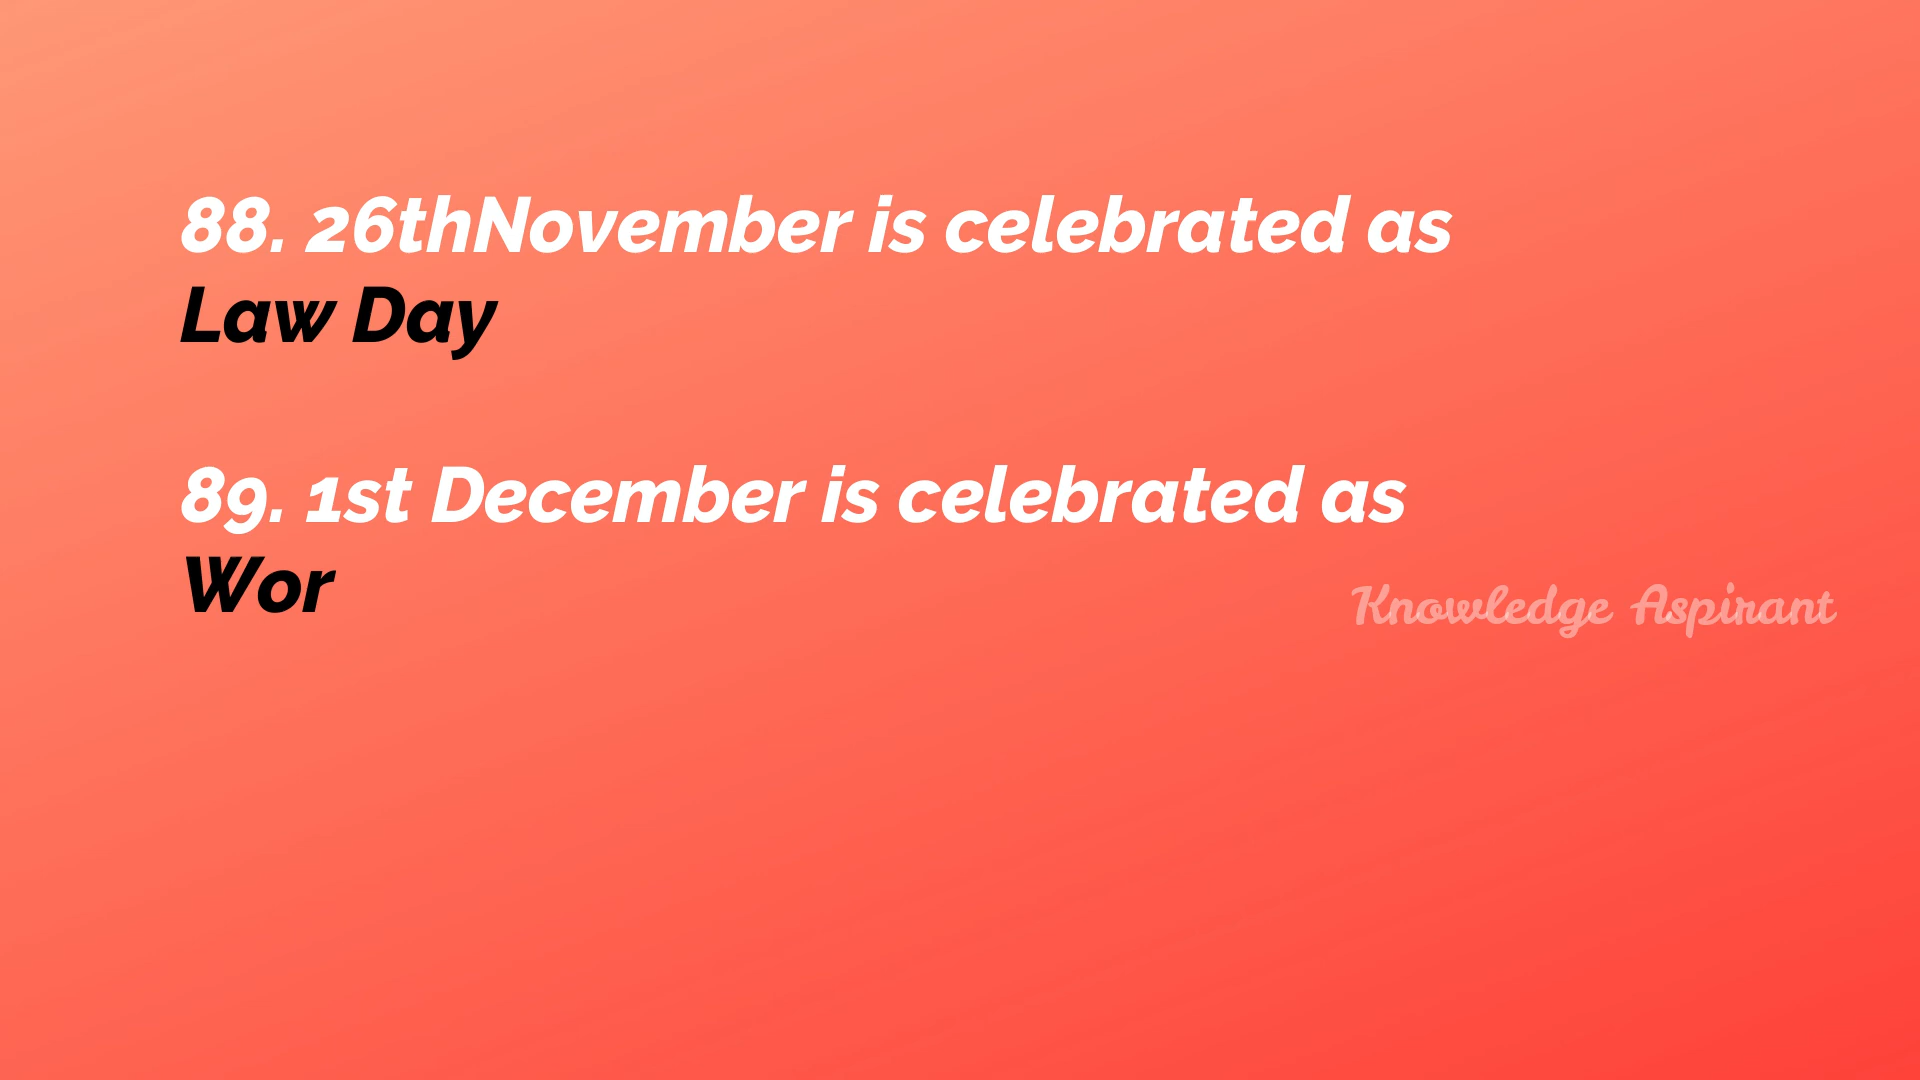 88. 26thNovember is celebrated as
Law Day
89. 1st December is celebrated as
Wor
Knowledge Aspirant